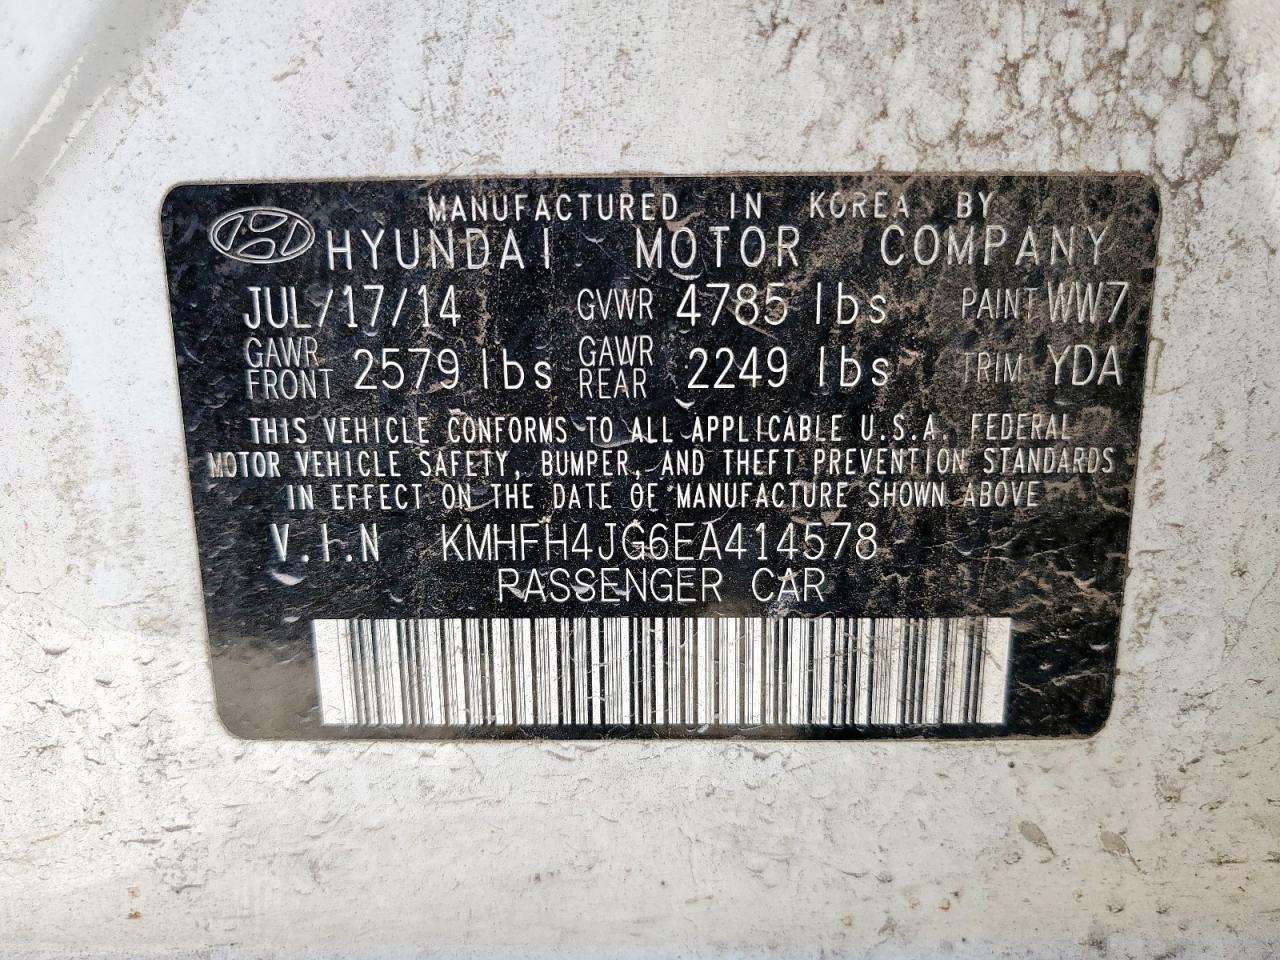 MANUFACTURED IN KOREA BY
HYUNDAI MOTOR COMPANY
JUL/17/14 GVWR 4785 lbs PAINT WW7
GAWR FRONT 2579 lbs GAWR REAR 2249 lbs TRIM YDA
THIS VEHICLE CONFORMS TO ALL APPLICABLE U.S.A. FEDERAL
MOTOR VEHICLE SAFETY, BUMPER, AND THEFT PREVENTION STANDARDS
IN EFFECT ON THE DATE OF MANUFACTURE SHOWN ABOVE
V.I.N KMHFH4JG6EA414578
PASSENGER CAR